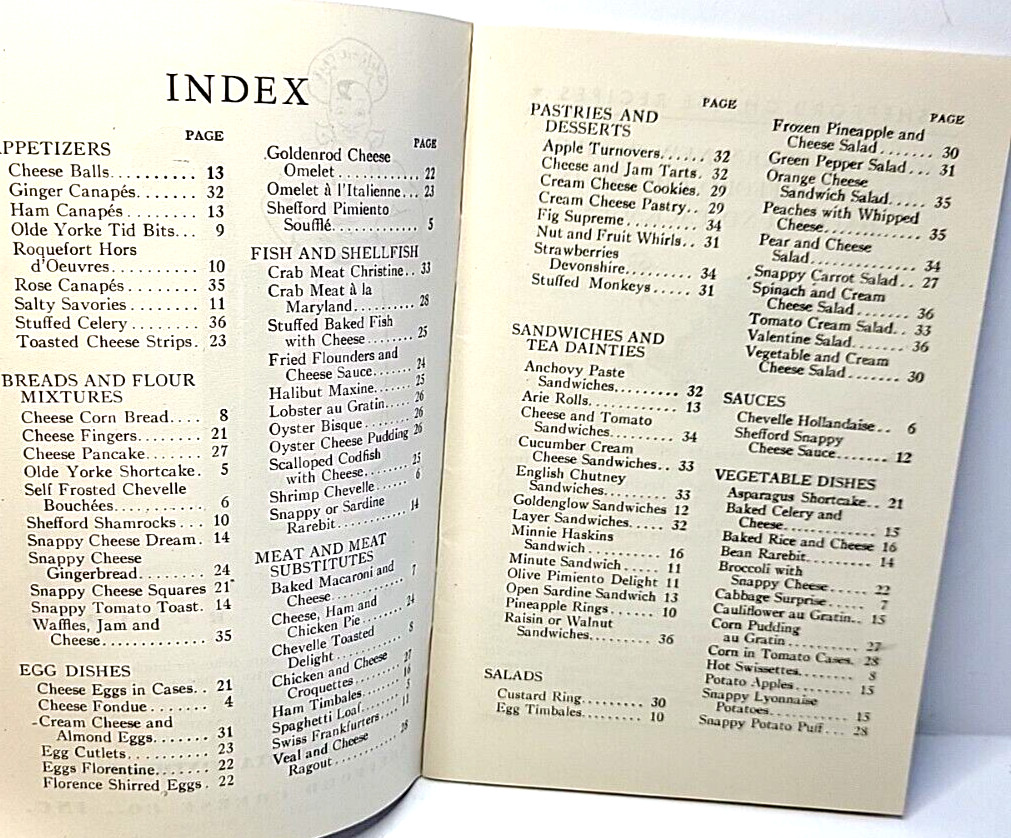 INDEX
PAGE
APPETIZERS
Cheese Balls.......... 13
Ginger Canapés....... 32
Ham Canapés ........ 13
Olde Yorke Tid Bits... 9
Roquefort Hors
d'Oeuvres.......... 10
Rose Canapés........ 35
Salty Savories ........ 11
Stuffed Celery ........ 36
Toasted Cheese Strips. 23
BREADS AND FLOUR
MIXTURES
Cheese Corn Bread.... 8
Cheese Fingers........ 21
Cheese Pancake....... 27
Olde Yorke Shortcake. 5
Self Frosted Chevelle
Bouchées........... 6
Shefford Shamrocks... 10
Snappy Cheese Dream. 14
Snappy Cheese
Gingerbread........ 24
Snappy Cheese Squares 21
Snappy Tomato Toast. 14
Waffles, Jam and
Cheese............. 35
EGG DISHES
Cheese Eggs in Cases.. 21
Cheese Fondue....... 4
Cream Cheese and
Almond Eggs....... 31
Egg Cutlets.......... 23
Eggs Florentine....... 22
Florence Shirred Eggs. 22
PAGE
Goldenrod Cheese
Omelet ............ 22
Omelet à l'Italienne... 23
Shefford Pimiento
Soufflé............ 5
FISH AND SHELLFISH
Crab Meat Christine.. 33
Crab Meat à la
Maryland.......... 28
Stuffed Baked Fish
with Cheese........ 25
Fried Flounders and
Cheese Sauce....... 24
Halibut Maxine....... 25
Lobster au Gratin..... 26
Oyster Bisque........ 26
Oyster Cheese Pudding 26
Scalloped Codfish
with Cheese........ 25
Shrimp Chevelle...... 6
Snappy or Sardine
Rarebit............ 14
MEAT AND MEAT
SUBSTITUTES
Baked Macaroni and
Cheese............. 7
Cheese, Ham and
Chicken Pie........ 24
Chevelle Toasted
Delight............ 8
Chicken and Cheese
Croquettes......... 27
Ham Timbales........ 16
Spaghetti Loaf........ 5
Swiss Frankfurters.... 11
Veal and Cheese
Ragout............ 28
PAGE
PASTRIES AND
DESSERTS
Apple Turnovers...... 32
Cheese and Jam Tarts. 32
Cream Cheese Cookies. 29
Cream Cheese Pastry.. 29
Fig Supreme.......... 34
Nut and Fruit Whirls.. 31
Strawberries
Devonshire......... 34
Stuffed Monkeys..... 31
SANDWICHES AND
TEA DAINTIES
Anchovy Paste
Sandwiches......... 32
Arie Rolls............ 13
Cheese and Tomato
Sandwiches......... 34
Cucumber Cream
Cheese Sandwiches.. 33
English Chutney
Sandwiches......... 33
Goldenglow Sandwiches 12
Layer Sandwiches..... 32
Minnie Haskins
Sandwich.......... 16
Minute Sandwich..... 11
Olive Pimiento Delight 11
Open Sardine Sandwich 13
Pineapple Rings...... 10
Raisin or Walnut
Sandwiches......... 36
SALADS
Custard Ring......... 30
Egg Timbales......... 10
PAGE
Frozen Pineapple and
Cheese Salad....... 30
Green Pepper Salad... 31
Orange Cheese
Sandwich Salad..... 35
Peaches with Whipped
Cheese............. 35
Pear and Cheese
Salad.............. 34
Snappy Carrot Salad.. 27
Spinach and Cream
Cheese Salad....... 36
Tomato Cream Salad.. 33
Valentine Salad....... 36
Vegetable and Cream
Cheese Salad....... 30
SAUCES
Chevelle Hollandaise.. 6
Shefford Snappy
Cheese Sauce....... 12
VEGETABLE DISHES
Asparagus Shortcake.. 21
Baked Celery and
Cheese............. 15
Baked Rice and Cheese 16
Bean Rarebit......... 14
Broccoli with
Snappy Cheese...... 22
Cabbage Surprise..... 7
Cauliflower au Gratin.. 15
Corn Pudding
au Gratin.......... 27
Corn in Tomato Cases. 28
Hot Swissettes........ 8
Potato Apples........ 15
Snappy Lyonnaise
Potatoes........... 15
Snappy Potato Puff... 28